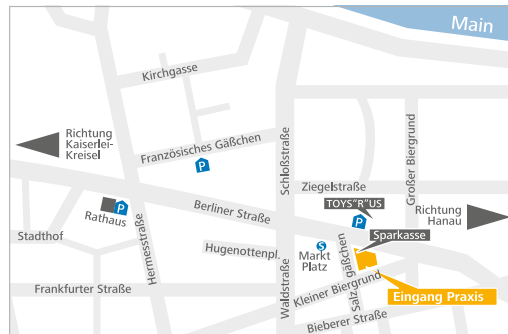 Main
Kirchgasse
Richtung
Kaiserlei-
Kreisel
Französisches Gäßchen
P
Schloßstraße
Großer Biergrund
Ziegelstraße
TOYS"R"US
P
Rathaus
P
Berliner Straße
Richtung
Hanau
Sparkasse
Stadthof
Hermesstraße
Hugenottenpl.
S
Markt
Platz
Salzgäßchen
Waldstraße
Frankfurter Straße
Kleiner Biergrund
Eingang Praxis
Bieberer Straße